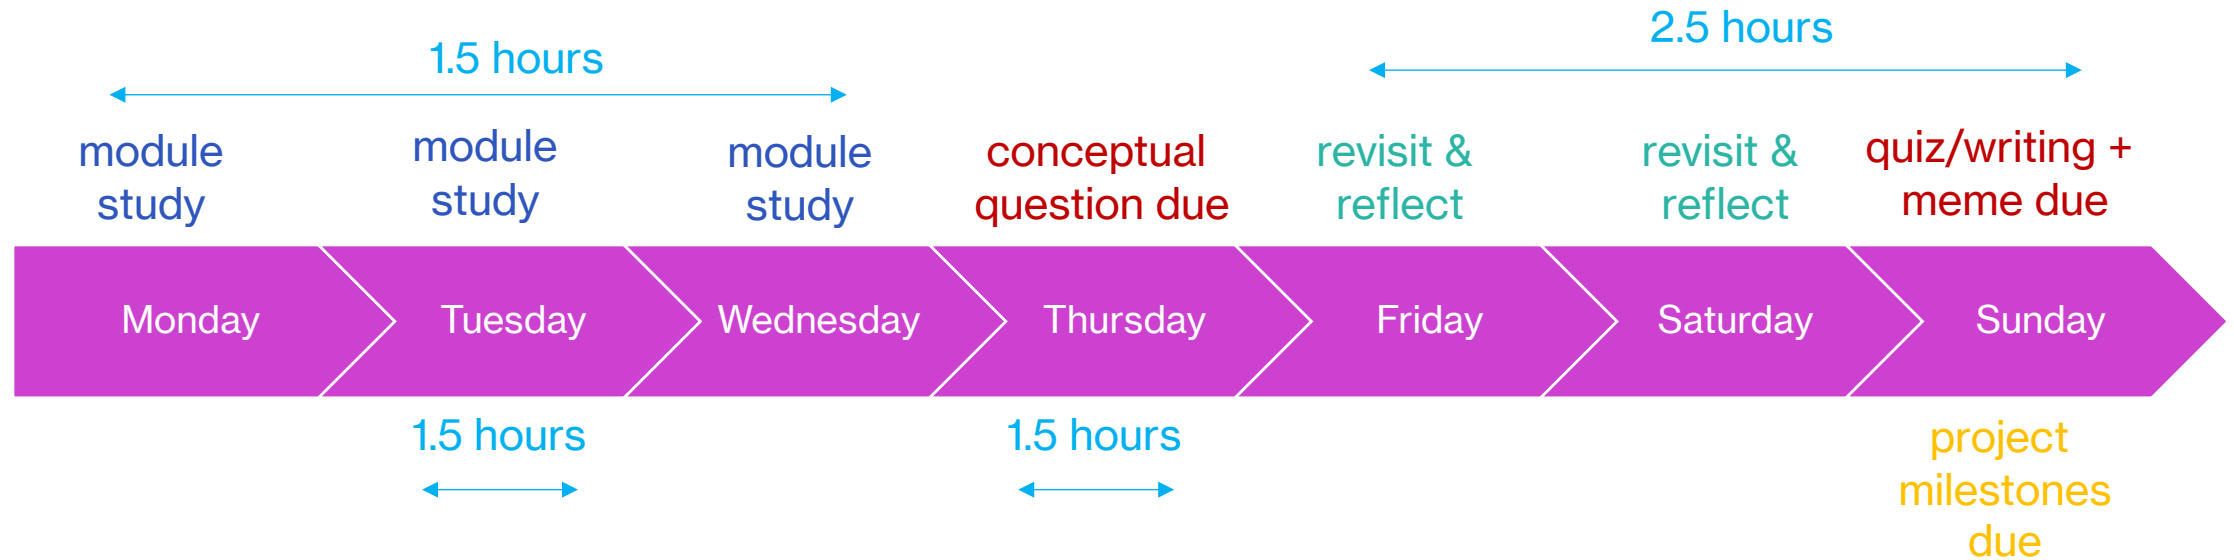 2.5 hours
1.5 hours
module
study
module
study
module
study
conceptual
question due
revisit &
reflect
revisit &
reflect
quiz/writing +
meme due
Monday
Tuesday
Wednesday
Thursday
Friday
Saturday
Sunday
1.5 hours
1.5 hours
project
milestones
due